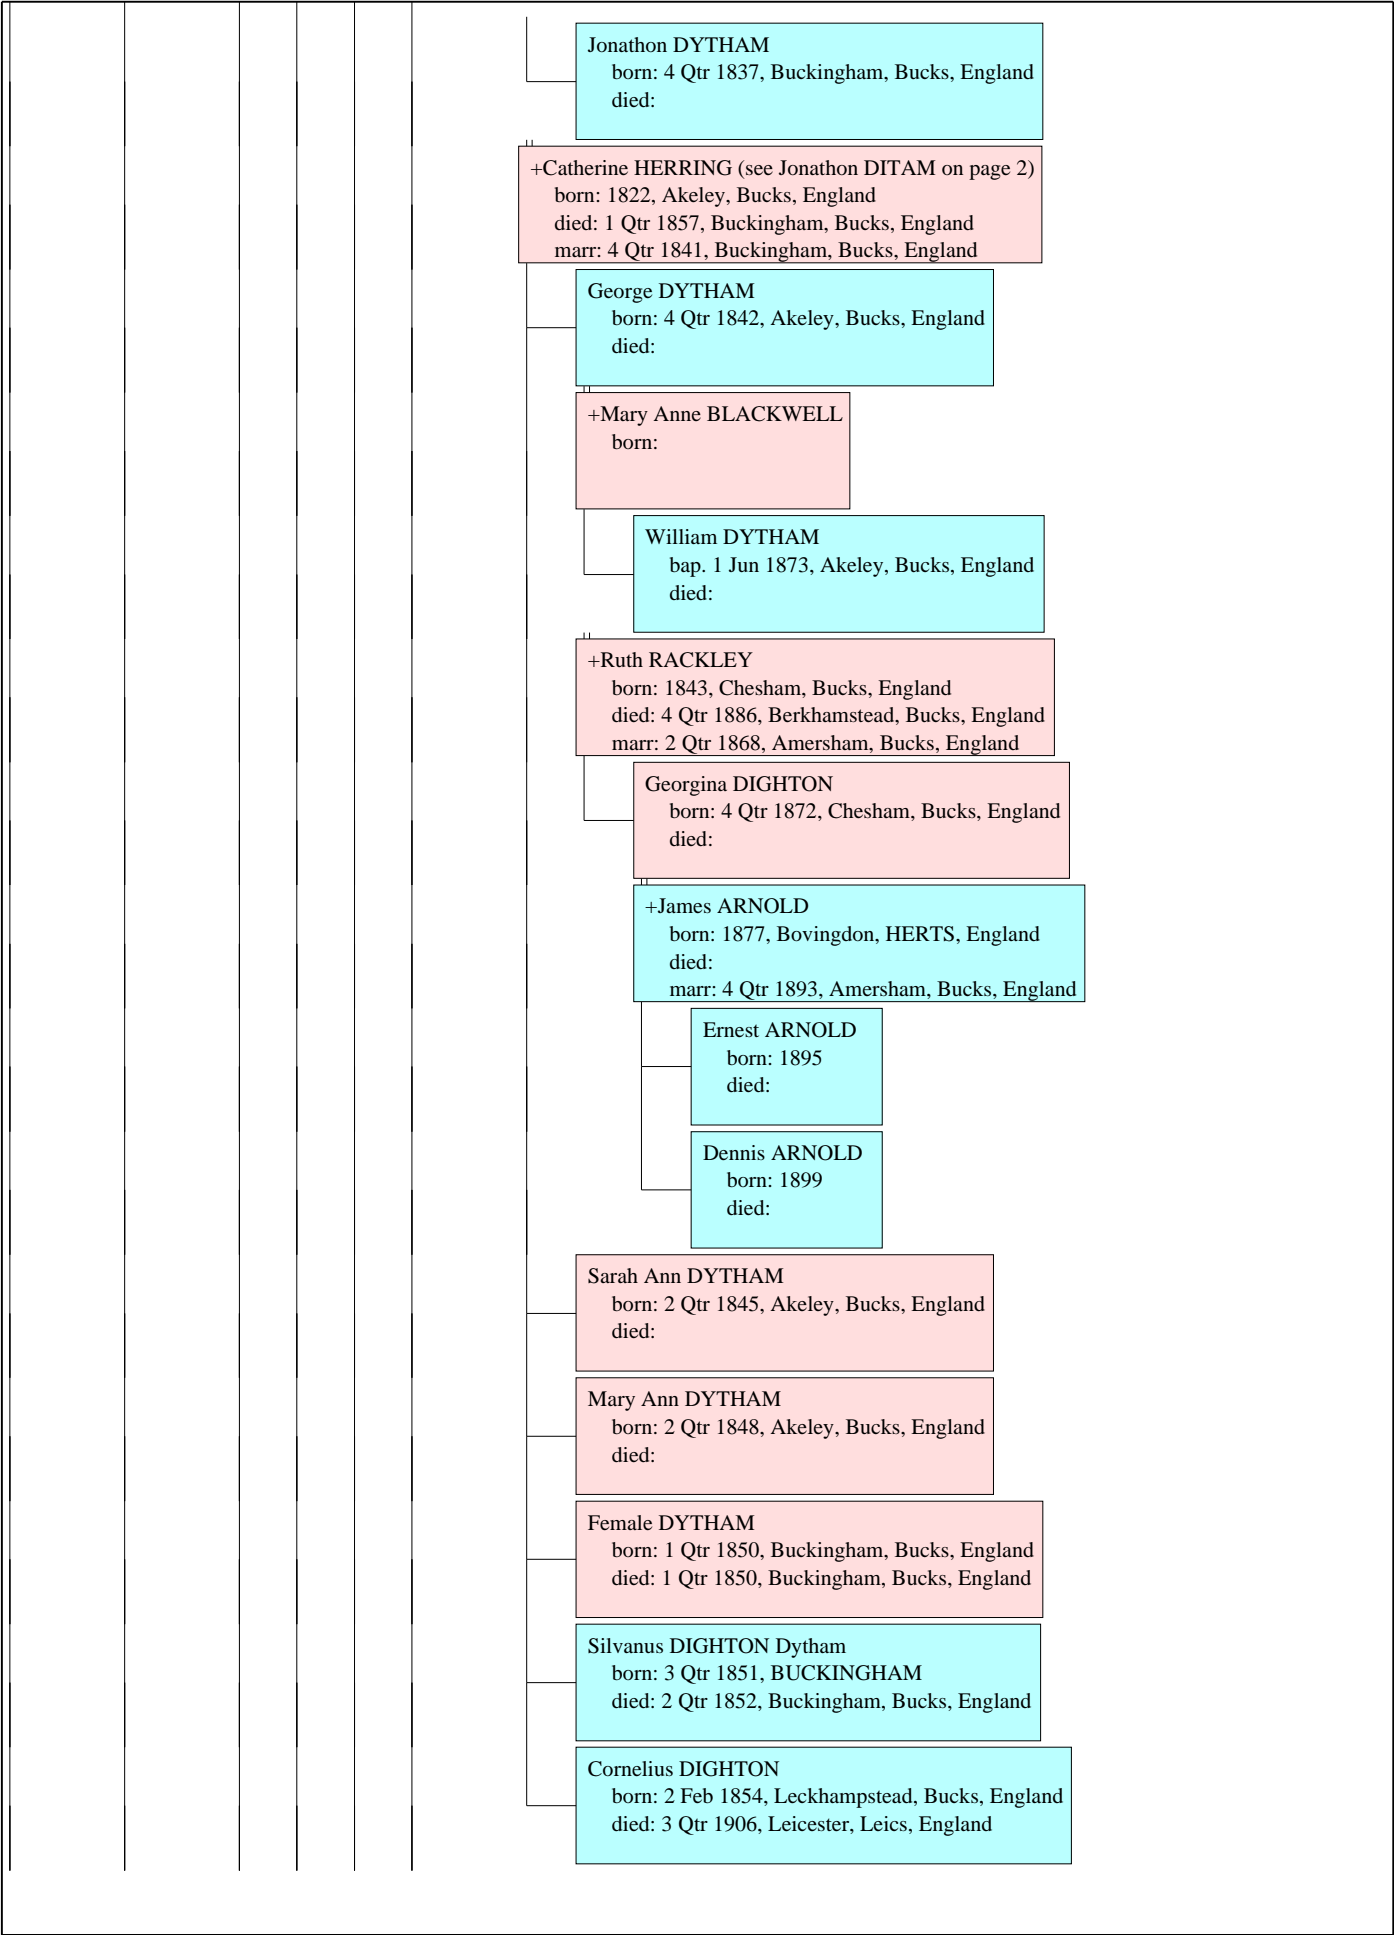 Jonathon DYTHAM
born: 4 Qtr 1837, Buckingham, Bucks, England
died:
+Catherine HERRING (see Jonathon DITAM on page 2)
born: 1822, Akeley, Bucks, England
died: 1 Qtr 1857, Buckingham, Bucks, England
marr: 4 Qtr 1841, Buckingham, Bucks, England
George DYTHAM
born: 4 Qtr 1842, Akeley, Bucks, England
died:
+Mary Anne BLACKWELL
born:
William DYTHAM
bap. 1 Jun 1873, Akeley, Bucks, England
died:
+Ruth RACKLEY
born: 1843, Chesham, Bucks, England
died: 4 Qtr 1886, Berkhamstead, Bucks, England
marr: 2 Qtr 1868, Amersham, Bucks, England
Georgina DIGHTON
born: 4 Qtr 1872, Chesham, Bucks, England
died:
+James ARNOLD
born: 1877, Bovingdon, HERTS, England
died:
marr: 4 Qtr 1893, Amersham, Bucks, England
Ernest ARNOLD
born: 1895
died:
Dennis ARNOLD
born: 1899
died:
Sarah Ann DYTHAM
born: 2 Qtr 1845, Akeley, Bucks, England
died:
Mary Ann DYTHAM
born: 2 Qtr 1848, Akeley, Bucks, England
died:
Female DYTHAM
born: 1 Qtr 1850, Buckingham, Bucks, England
died: 1 Qtr 1850, Buckingham, Bucks, England
Silvanus DIGHTON Dytham
born: 3 Qtr 1851, BUCKINGHAM
died: 2 Qtr 1852, Buckingham, Bucks, England
Cornelius DIGHTON
born: 2 Feb 1854, Leckhampstead, Bucks, England
died: 3 Qtr 1906, Leicester, Leics, England